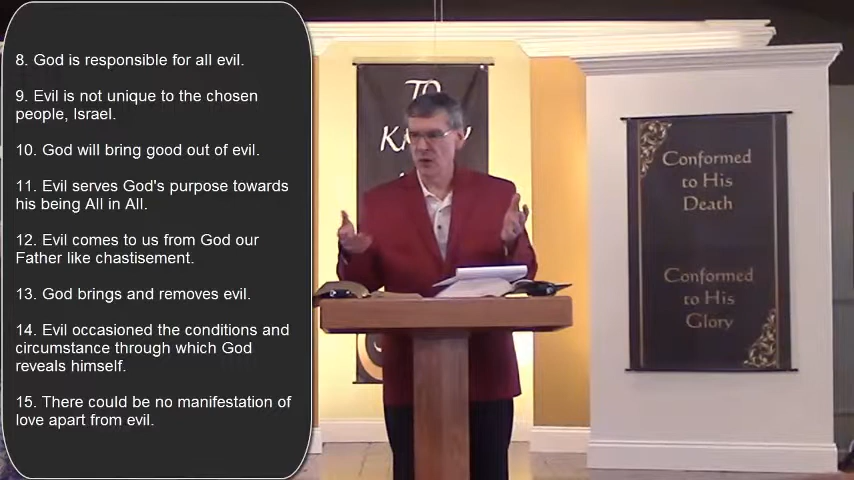 8. God is responsible for all evil.
9. Evil is not unique to the chosen
people, Israel.
10. God will bring good out of evil.
11. Evil serves God's purpose towards
his being All in All.
12. Evil comes to us from God our
Father like chastisement.
13. God brings and removes evil.
14. Evil occasioned the conditions and
circumstance through which God
reveals himself.
15. There could be no manifestation of
love apart from evil.
TO
Conformed
to His
Death
Conformed
to His
Glory